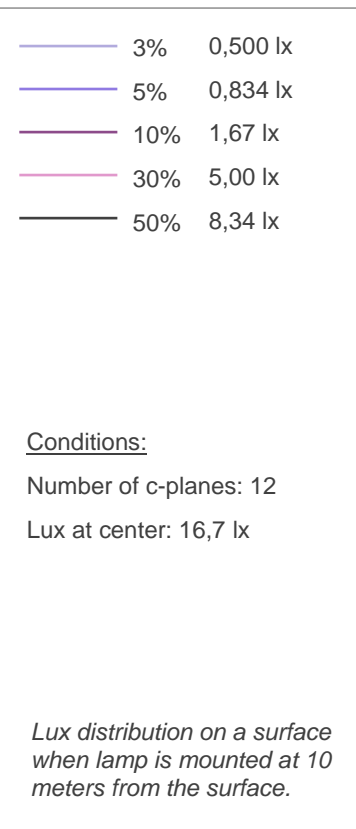 3% 0,500 lx
5% 0,834 lx
10% 1,67 lx
30% 5,00 lx
50% 8,34 lx
Conditions:
Number of c-planes: 12
Lux at center: 16,7 lx
Lux distribution on a surface
when lamp is mounted at 10
meters from the surface.